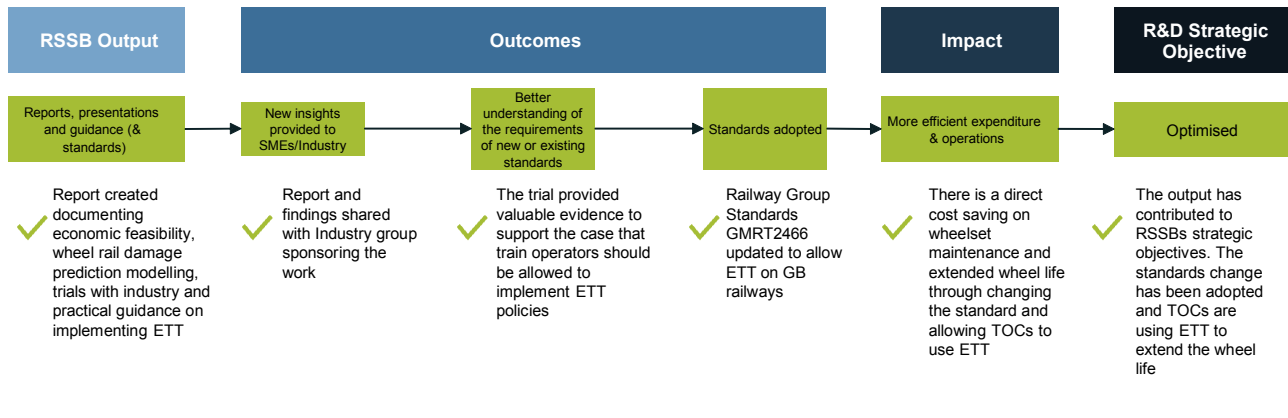 RSSB Output
Outcomes
Impact
R&D Strategic
Objective
Reports, presentations
and guidance (&
standards)
New insights
provided to
SMEs/Industry
Better
understanding of
the requirements
of new or existing
standards
Standards adopted
More efficient expenditure
& operations
Optimised
Report created
documenting
economic feasibility,
wheel rail damage
prediction modelling,
trials with industry and
practical guidance on
implementing ETT
Report and
findings shared
with Industry group
sponsoring the
work
The trial provided
valuable evidence to
support the case that
train operators should
be allowed to
implement ETT
policies
Railway Group
Standards
GMRT2466
updated to allow
ETT on GB
railways
There is a direct
cost saving on
wheelset
maintenance and
extended wheel life
through changing
the standard and
allowing TOCs to
use ETT
The output has
contributed to
RSSBs strategic
objectives. The
standards change
has been adopted
and TOCs are
using ETT to
extend the wheel
life